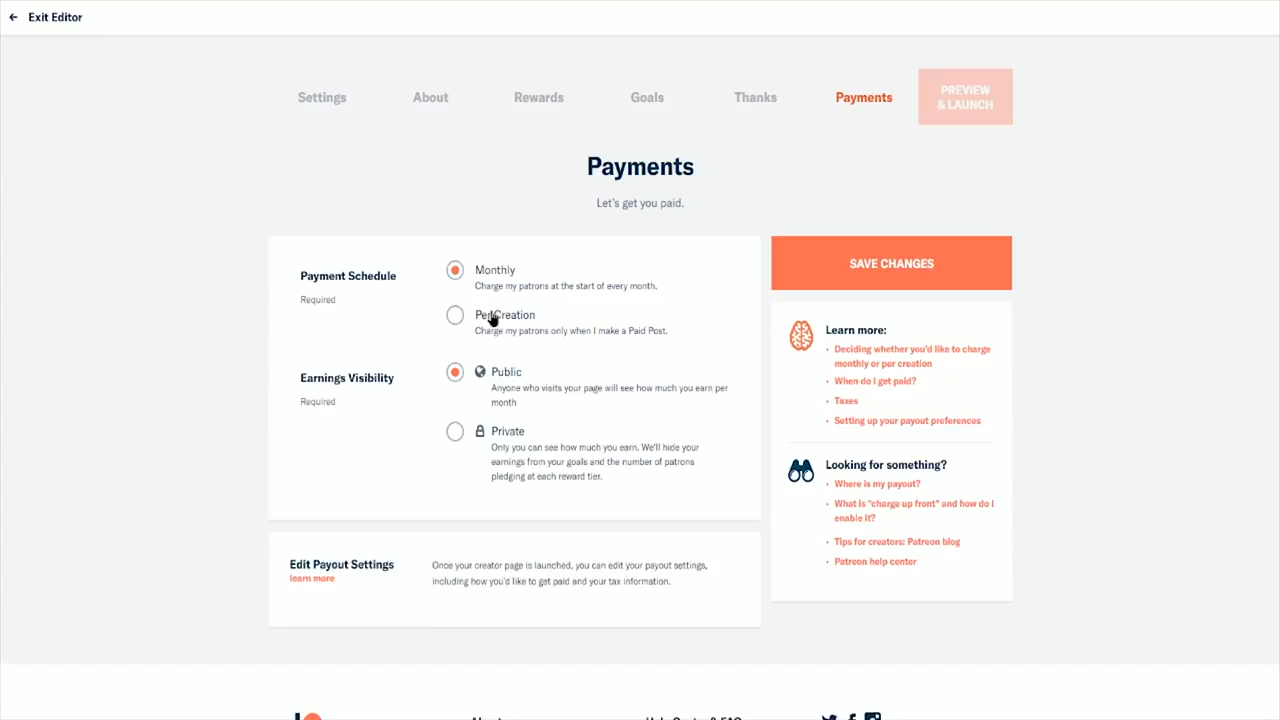 Exit Editor
Settings
About
Rewards
Goals
Thanks
Payments
PREVIEW
& LAUNCH
Payments
Let's get you paid.
Payment Schedule
Required
Monthly
Charge my patrons at the start of every month.
Per Creation
Charge my patrons only when I make a Paid Post.
Earnings Visibility
Required
Public
Anyone who visits your page will see how much you earn per
month
Private
Only you can see how much you earn. We'll hide your
earnings from your goals and the number of patrons
pledging at each reward tier.
Edit Payout Settings
learn more
Once your creator page is launched, you can edit your payout settings,
including how you'd like to get paid and your tax information.
SAVE CHANGES
Learn more:
Deciding whether you'd like to charge
monthly or per creation
When do I get paid?
Taxes
Setting up your payout preferences
Looking for something?
Where is my payout?
What is "charge up front" and how do I
enable it?
Tips for creators: Patreon blog
Patreon help center